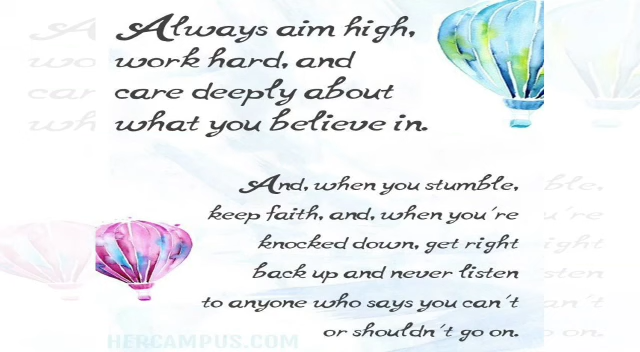 Always aim high,
work hard, and
care deeply about
what you believe in.
And, when you stumble,
keep faith, and, when you're
knocked down, get right
back up and never listen
to anyone who says you can't
or shouldn't go on.
HERCAMPUS.COM